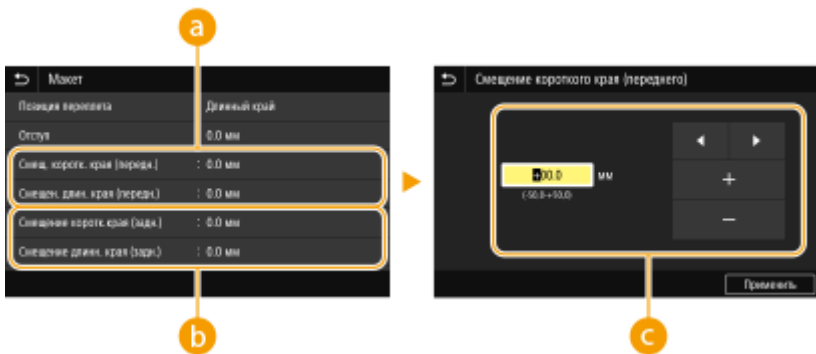 a
Макет
Позиция переплета Длинный край
Отступ 0.0 мм
Смещ. коротк. края (передн.) : 0.0 мм
Смещен. длин. края (передн.) : 0.0 мм
Смещение коротк.края (задн.) : 0.0 мм
Смещение длинн. края (задн.) : 0.0 мм
b
Смещение короткого края (переднего)
+00.0 мм
(-50.0-+50.0)
+
−
Применить
c